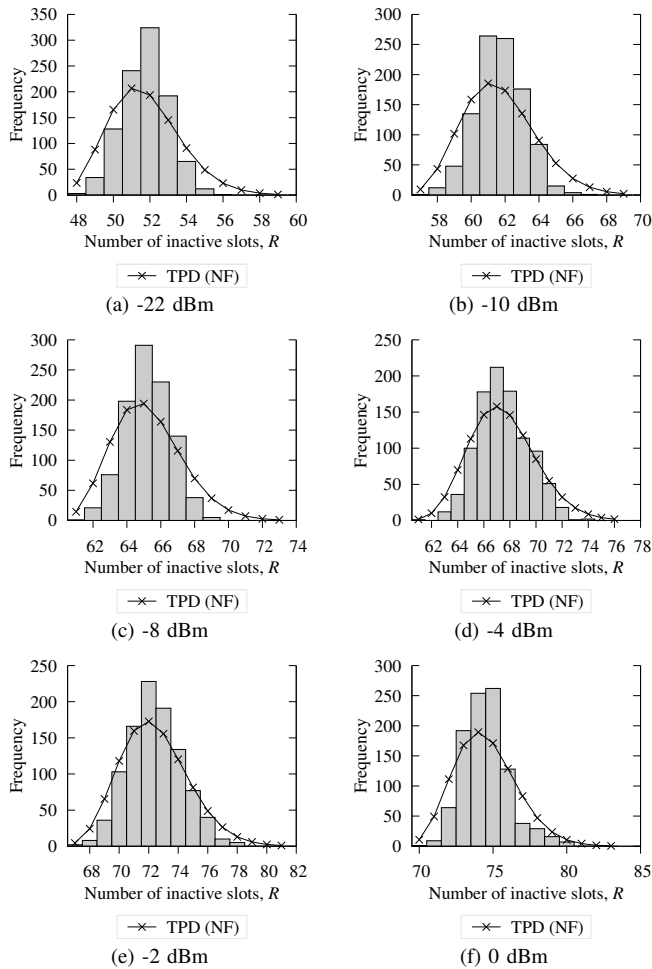 350
300
250
200
150
100
50
0
Frequency
48 50 52 54 56 58 60
Number of inactive slots, R
TPD (NF)
(a) -22 dBm
300
250
200
150
100
50
0
Frequency
58 60 62 64 66 68 70
Number of inactive slots, R
TPD (NF)
(b) -10 dBm
300
250
200
150
100
50
0
Frequency
62 64 66 68 70 72 74
Number of inactive slots, R
TPD (NF)
(c) -8 dBm
250
200
150
100
50
0
Frequency
62 64 66 68 70 72 74 76 78
Number of inactive slots, R
TPD (NF)
(d) -4 dBm
250
200
150
100
50
0
Frequency
68 70 72 74 76 78 80 82
Number of inactive slots, R
TPD (NF)
(e) -2 dBm
300
250
200
150
100
50
0
Frequency
70 75 80 85
Number of inactive slots, R
TPD (NF)
(f) 0 dBm